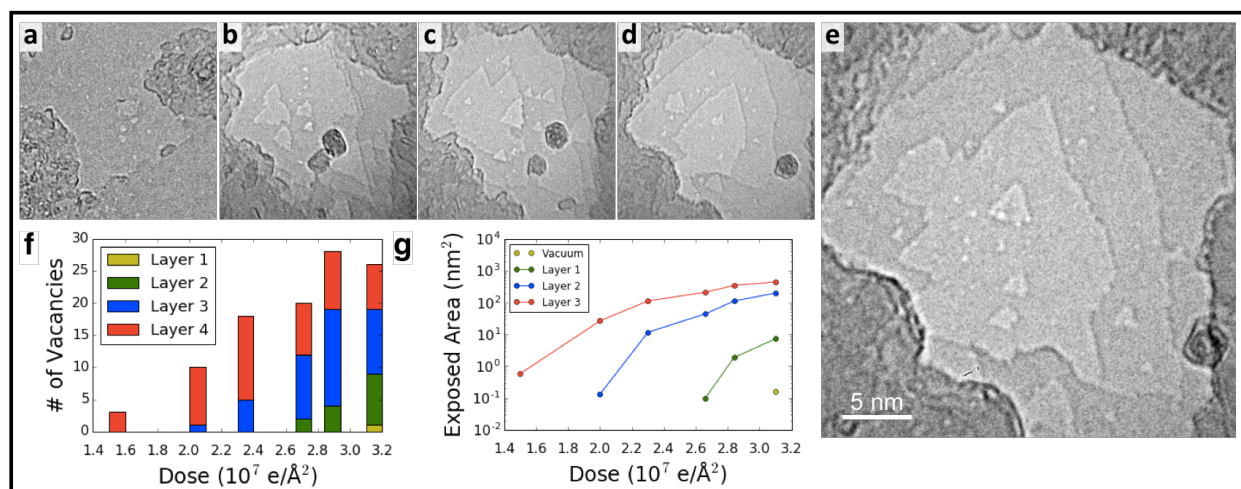 a
b
c
d
e
5 nm
f
# of Vacancies
30
25
20
15
10
5
0
Layer 1
Layer 2
Layer 3
Layer 4
1.4 1.6 1.8 2.0 2.2 2.4 2.6 2.8 3.0 3.2
Dose (10⁷ e/Å²)
g
Exposed Area (nm²)
10⁴
10³
10²
10¹
10⁰
10⁻¹
10⁻²
Vacuum
Layer 1
Layer 2
Layer 3
1.4 1.6 1.8 2.0 2.2 2.4 2.6 2.8 3.0 3.2
Dose (10⁷ e/Å²)